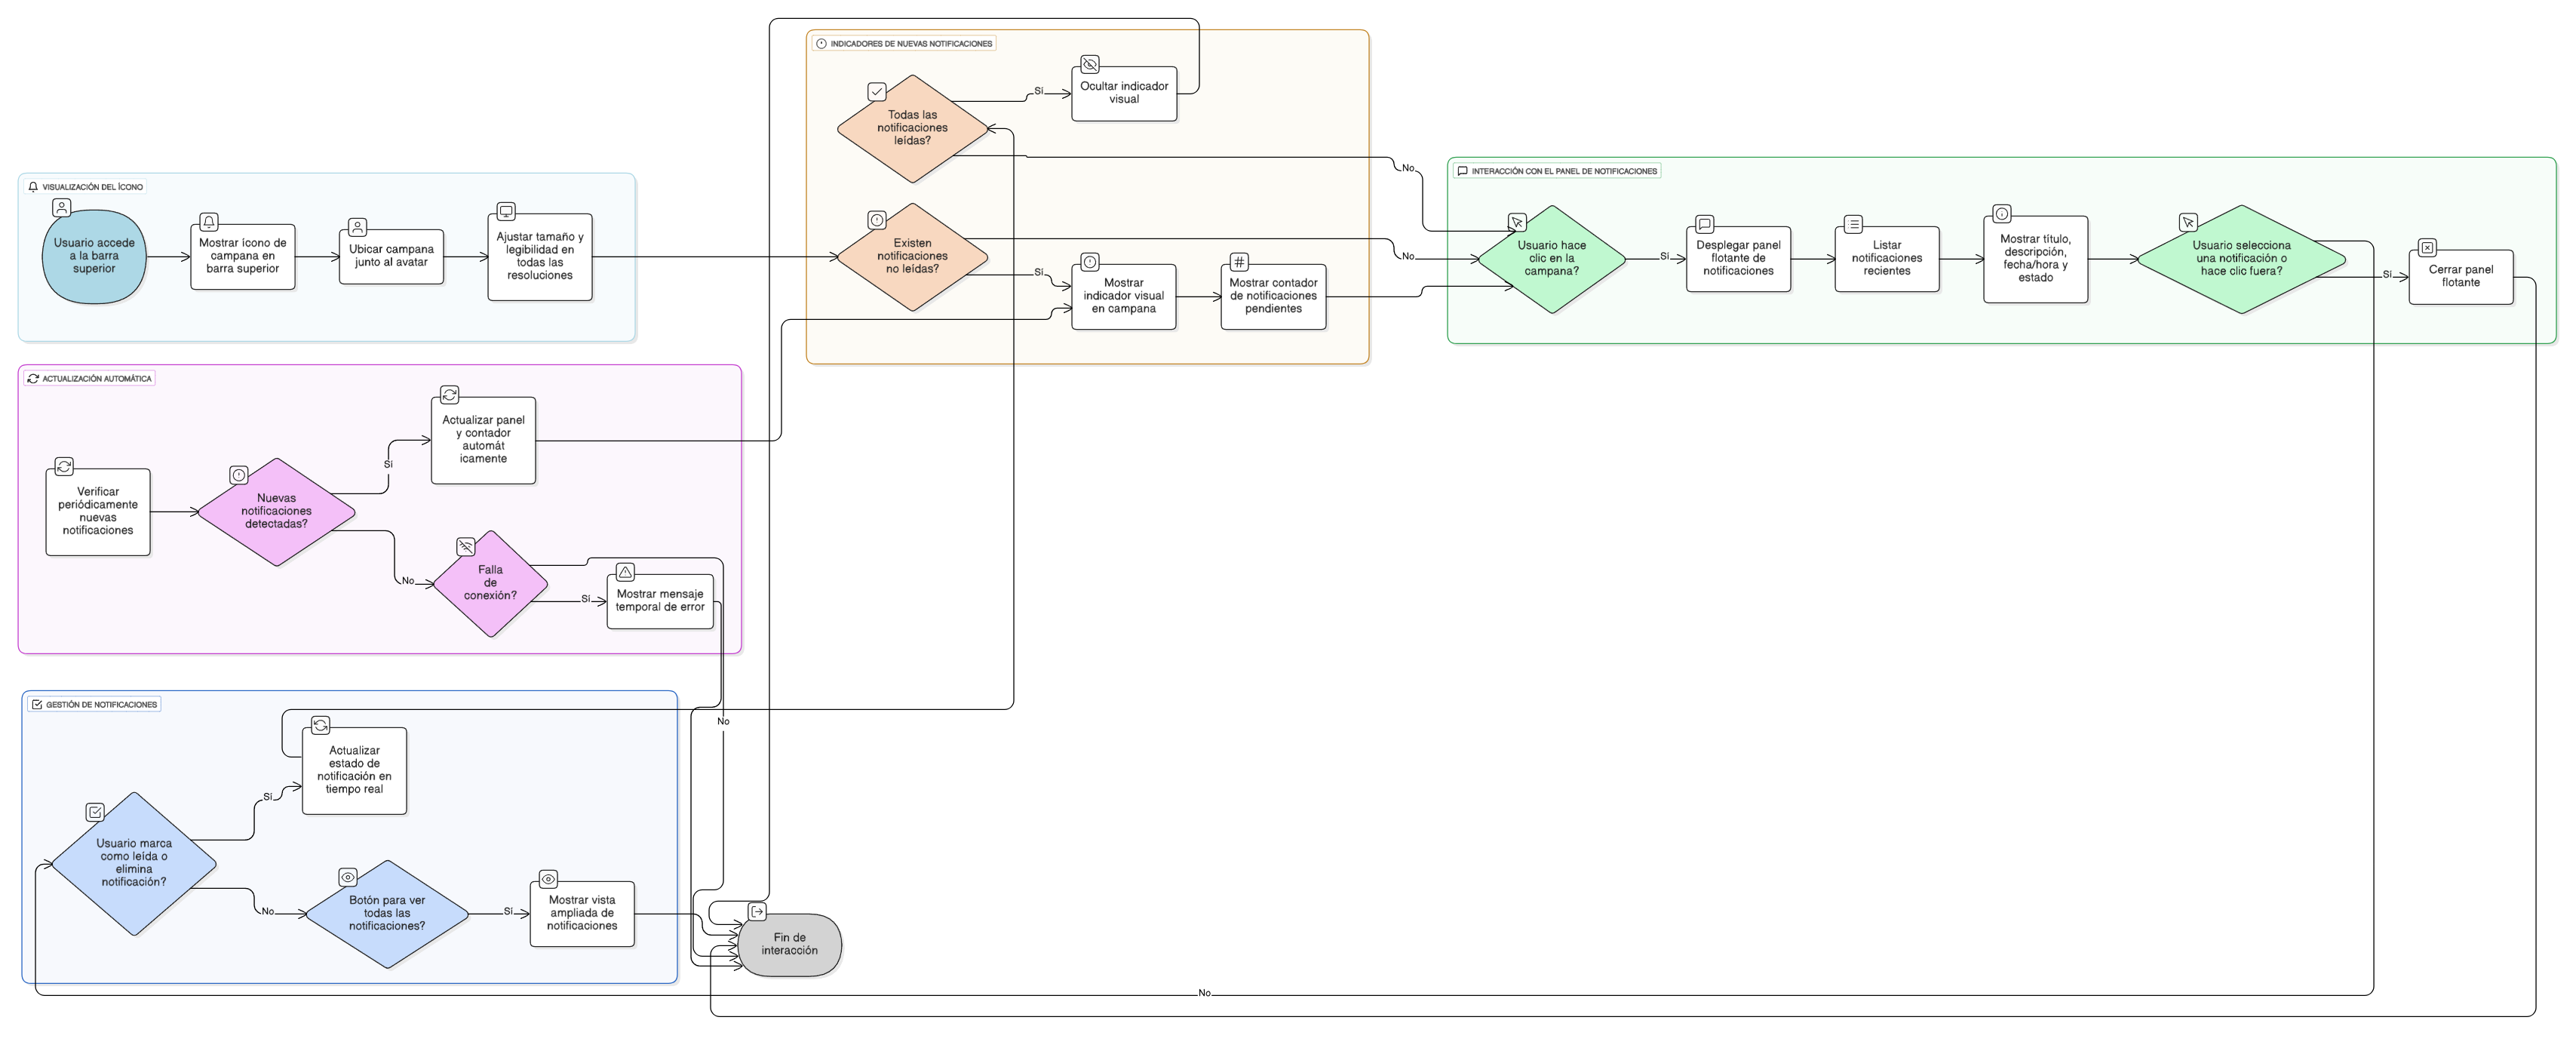 INDICADORES DE NUEVAS NOTIFICACIONES
Todas las
notificaciones
leídas?
Sí
Ocultar indicador
visual
No
Existen
notificaciones
no leídas?
No
Sí
Mostrar
indicador visual
en campana
Mostrar contador
de notificaciones
pendientes
VISUALIZACIÓN DEL ÍCONO
Usuario accede
a la barra
superior
Mostrar ícono de
campana en
barra superior
Ubicar campana
junto al avatar
Ajustar tamaño y
legibilidad en
todas las
resoluciones
INTERACCIÓN CON EL PANEL DE NOTIFICACIONES
Usuario hace
clic en la
campana?
Sí
Desplegar panel
flotante de
notificaciones
Listar
notificaciones
recientes
Mostrar título,
descripción,
fecha/hora y
estado
Usuario selecciona
una notificación o
hace clic fuera?
Sí
Cerrar panel
flotante
ACTUALIZACIÓN AUTOMÁTICA
Verificar
periódicamente
nuevas
notificaciones
Nuevas
notificaciones
detectadas?
Sí
Actualizar panel
y contador
automát
icamente
No
Falla
de
conexión?
Sí
Mostrar mensaje
temporal de error
No
GESTIÓN DE NOTIFICACIONES
Usuario marca
como leída o
elimina
notificación?
Sí
Actualizar
estado de
notificación en
tiempo real
No
Botón para ver
todas las
notificaciones?
Sí
Mostrar vista
ampliada de
notificaciones
Fin de
interacción
No